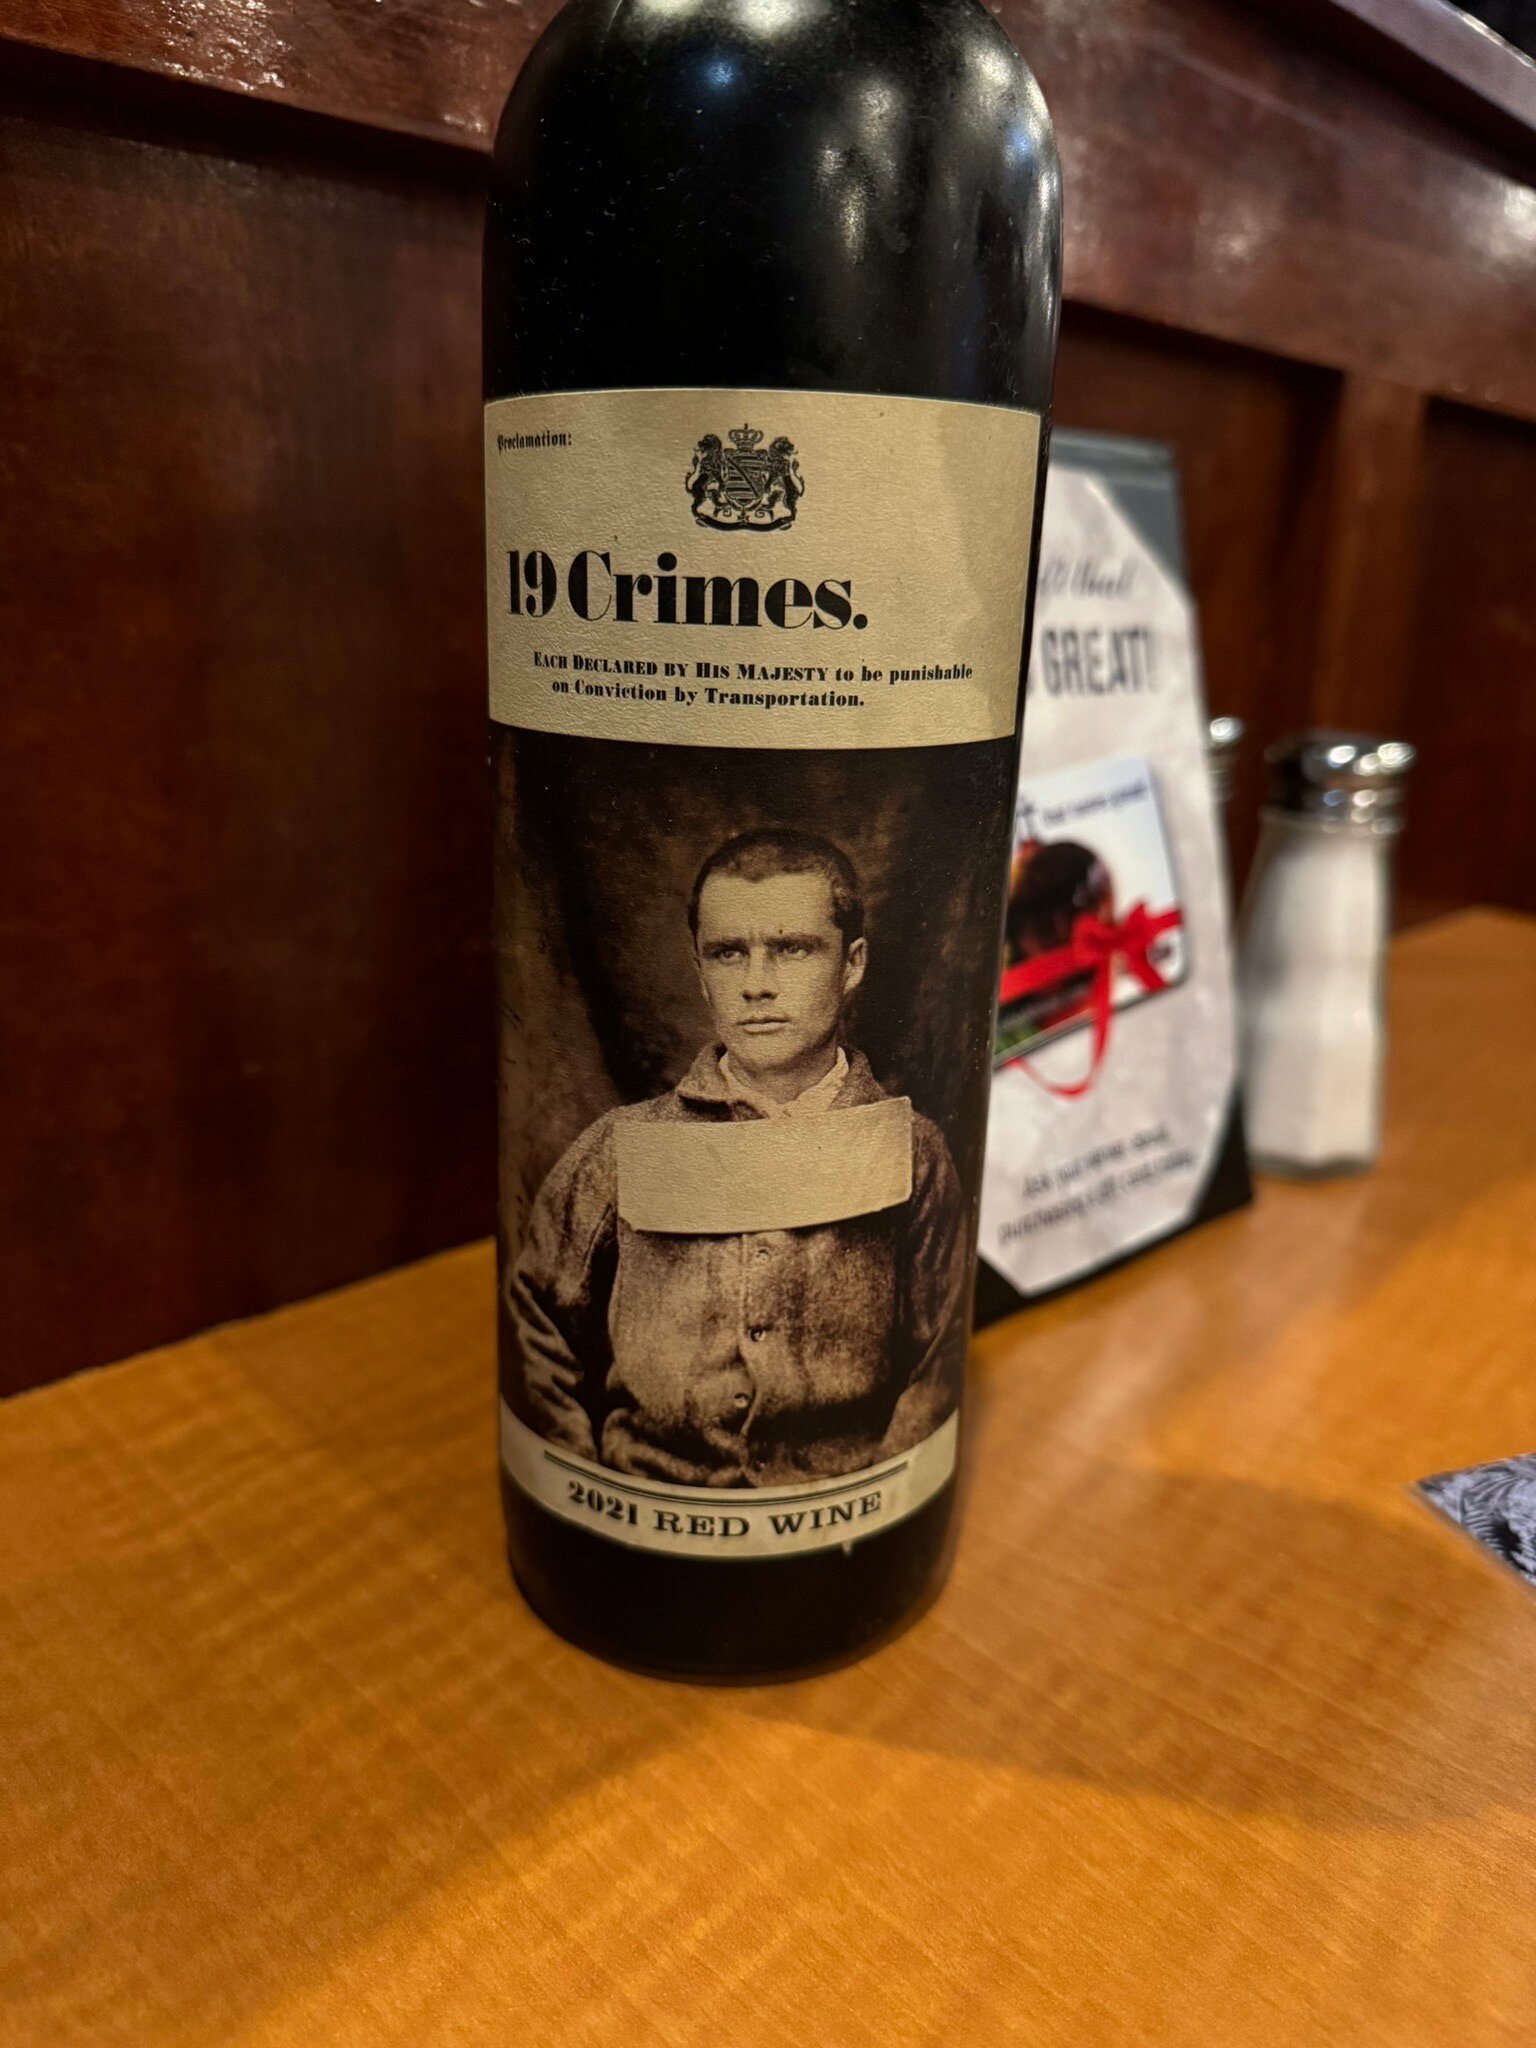 Proclamation:
19 Crimes.
EACH DECLARED BY HIS MAJESTY to be punishable
on Conviction by Transportation.
2021 RED WINE
GREAT!